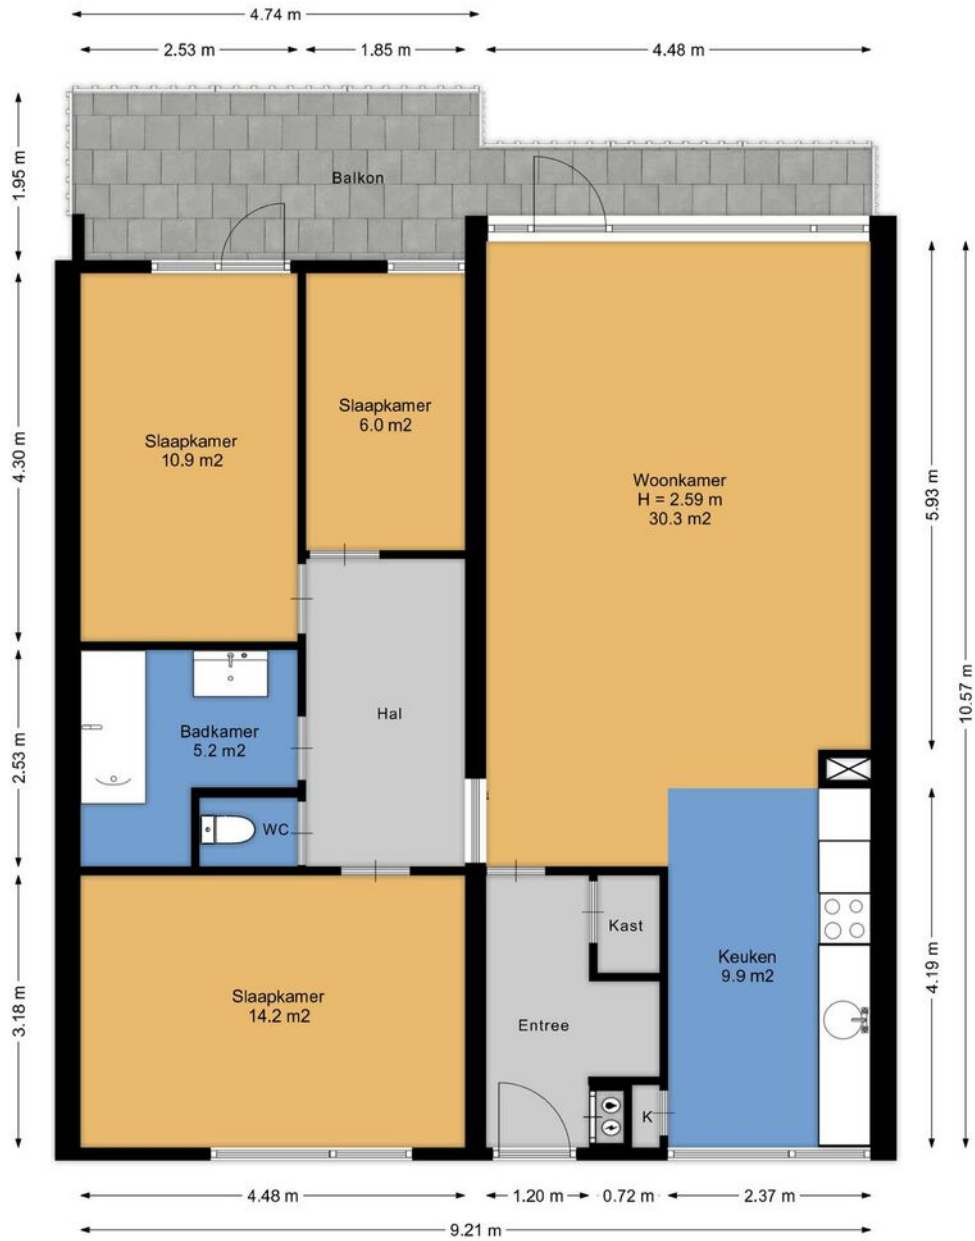 4.74 m
2.53 m
1.85 m
4.48 m
1.95 m
Balkon
4.30 m
Slaapkamer
10.9 m2
Slaapkamer
6.0 m2
Woonkamer
H = 2.59 m
30.3 m2
5.93 m
10.57 m
2.53 m
Badkamer
5.2 m2
Hal
WC
3.18 m
Slaapkamer
14.2 m2
Kast
Entree
K
Keuken
9.9 m2
4.19 m
4.48 m
1.20 m
0.72 m
2.37 m
9.21 m